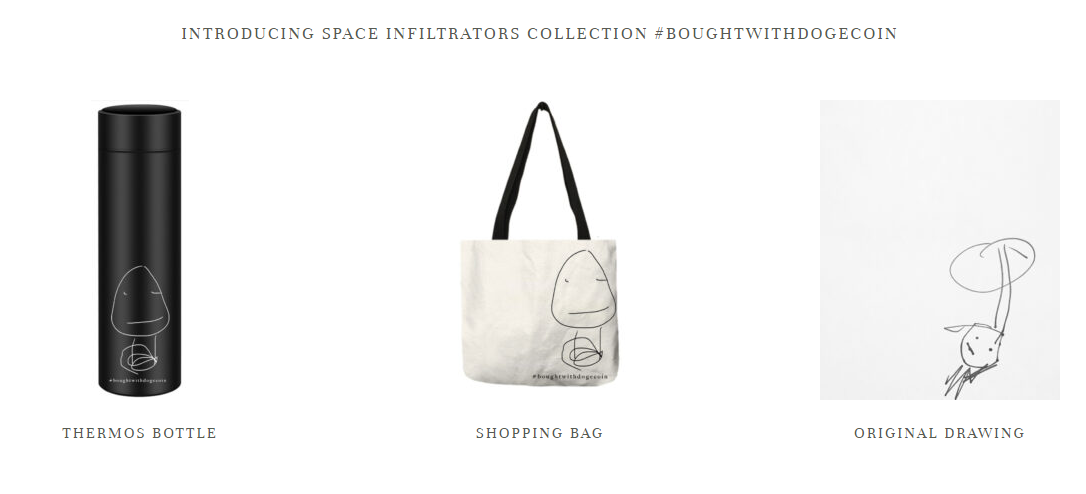 INTRODUCING SPACE INFILTRATORS COLLECTION #BOUGHTWITHDOGECOIN
#boughtwithdogecoin
#boughtwithdogecoin
THERMOS BOTTLE
SHOPPING BAG
ORIGINAL DRAWING